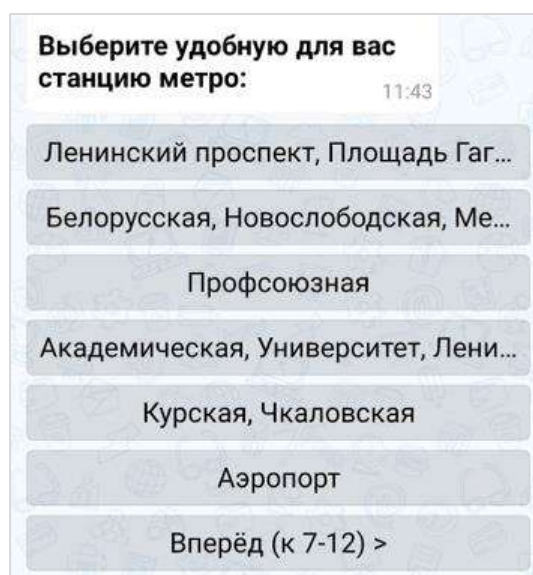 Выберите удобную для вас
станцию метро:
11:43
Ленинский проспект, Площадь Гаг...
Белорусская, Новослободская, Ме...
Профсоюзная
Академическая, Университет, Лени...
Курская, Чкаловская
Аэропорт
Вперёд (к 7-12) >